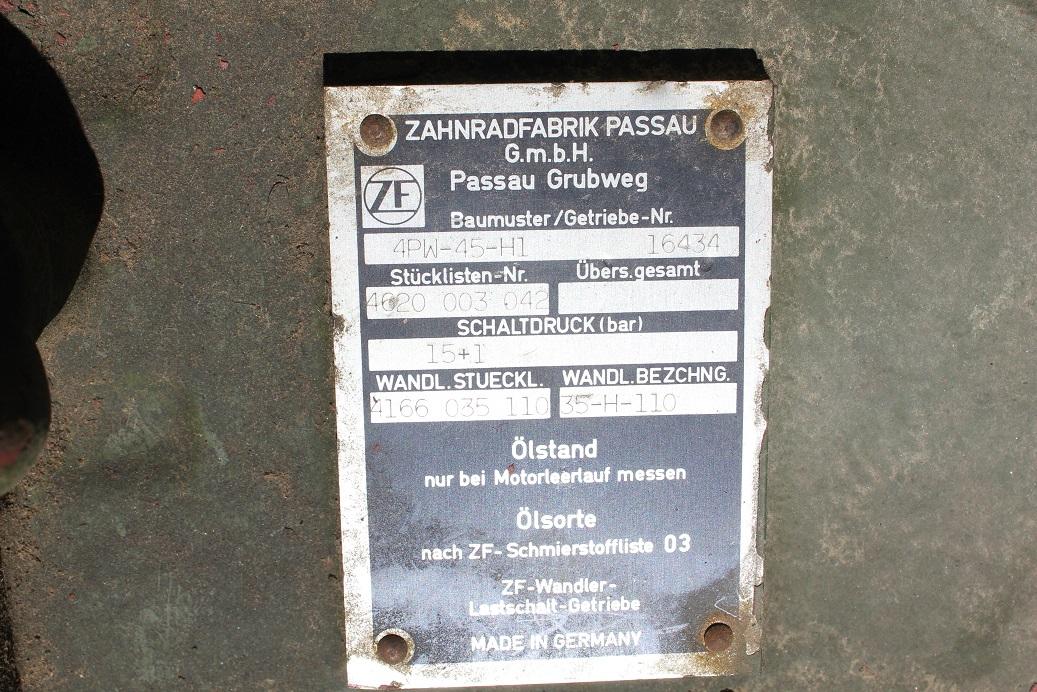 ZAHNRADFABRIK PASSAU
G.m.b.H.
ZF
Passau Grubweg
Baumuster/Getriebe-Nr.
4PW-45-H1 16434
Stücklisten-Nr. Übers.gesamt
4620 003 042
SCHALTDRUCK (bar)
15+1
WANDL.STUECKL. WANDL.BEZCHNG.
4166 035 110 35-H-110
Ölstand
nur bei Motorleerlauf messen
Ölsorte
nach ZF-Schmierstoffliste 03
ZF-Wandler-
Lastschalt-Getriebe
MADE IN GERMANY